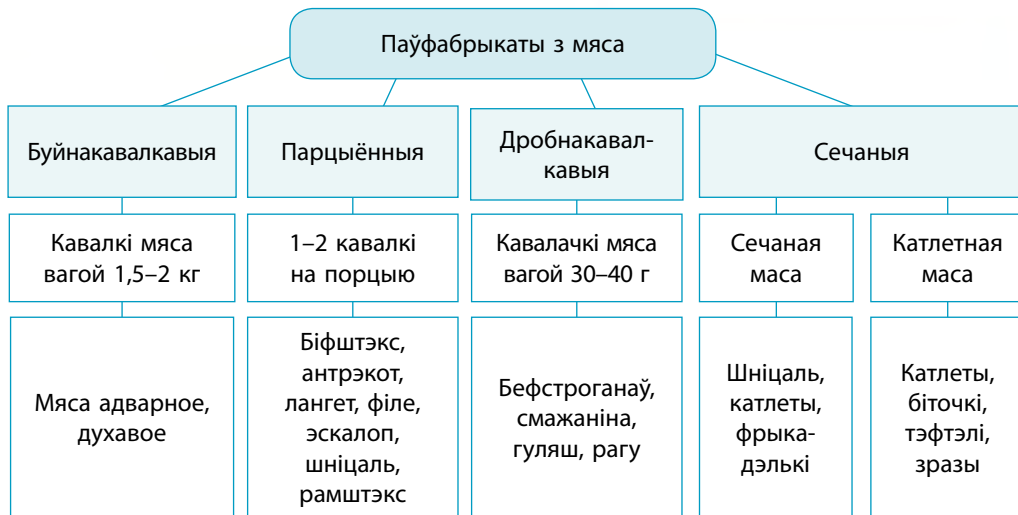 Паўфабрыкаты з мяса
Буйнакавалкавыя
Парцыённыя
Дробнакавал-
кавыя
Сечаныя
Кавалкі мяса
вагой 1,5–2 кг
1–2 кавалкі
на порцыю
Кавалачкі мяса
вагой 30–40 г
Сечаная
маса
Катлетная
маса
Мяса адварное,
духавое
Біфштэкс,
антрэкот,
лангет, філе,
эскалоп,
шніцаль,
рамштэкс
Бефстроганаў,
смажаніна,
гуляш, рагу
Шніцаль,
катлеты,
фрыка-
дэлькі
Катлеты,
біточкі,
тэфтэлі,
зразы